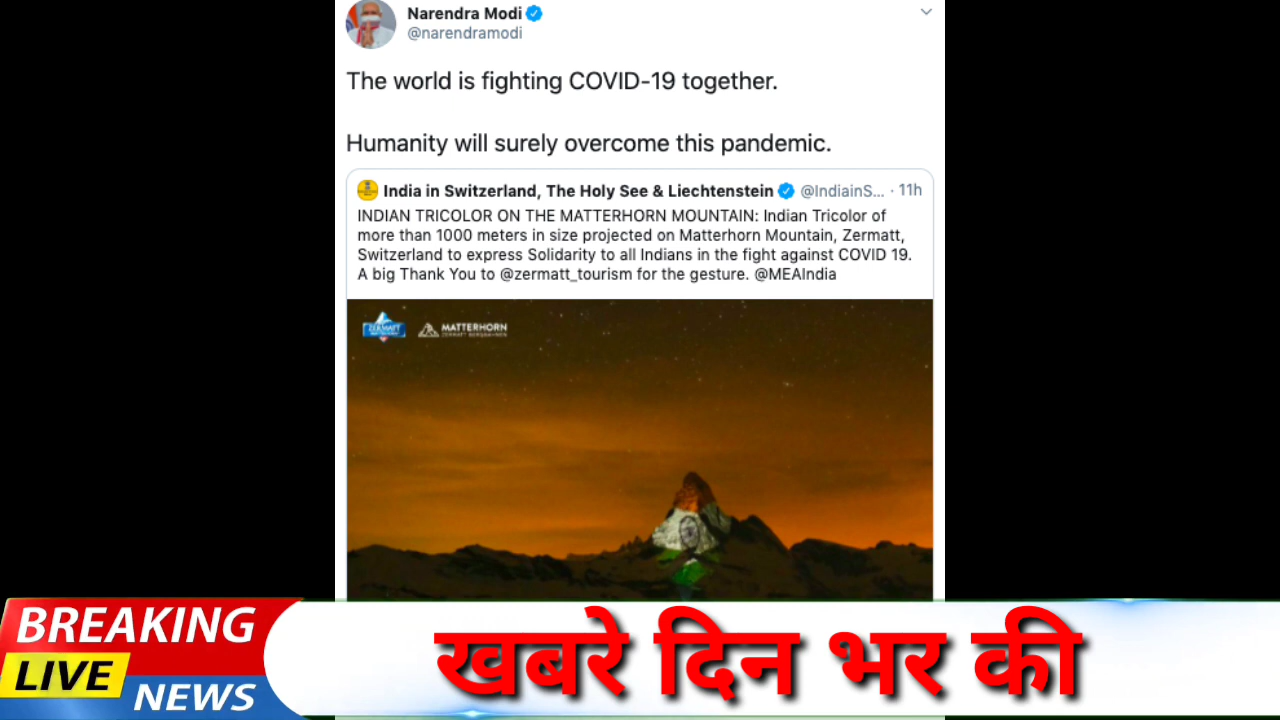 Narendra Modi
@narendramodi
The world is fighting COVID-19 together.
Humanity will surely overcome this pandemic.
India in Switzerland, The Holy See & Liechtenstein @IndiainS... · 11h
INDIAN TRICOLOR ON THE MATTERHORN MOUNTAIN: Indian Tricolor of
more than 1000 meters in size projected on Matterhorn Mountain, Zermatt,
Switzerland to express Solidarity to all Indians in the fight against COVID 19.
A big Thank You to @zermatt_tourism for the gesture. @MEAIndia
ZERMATT
MATTERHORN
ZERMATT BERGBAHNEN
BREAKING
LIVE
NEWS
खबरे दिन भर की